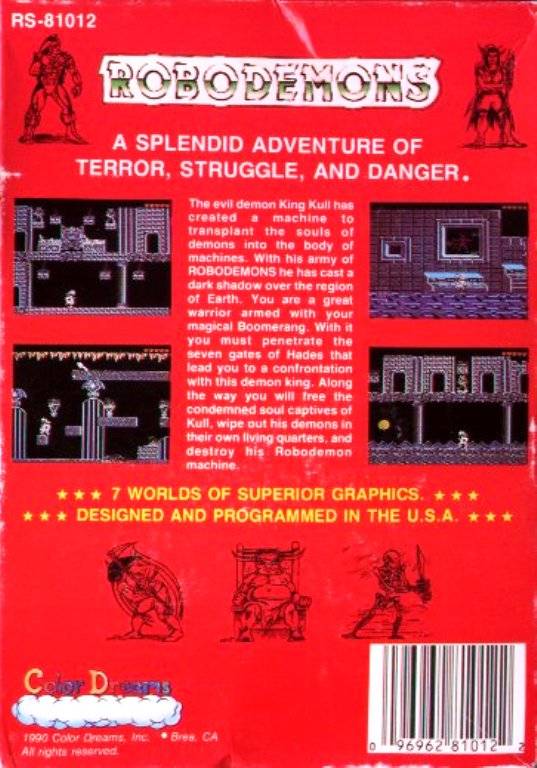 RS-81012
ROBODEMONS
A SPLENDID ADVENTURE OF
TERROR, STRUGGLE, AND DANGER.
The evil demon King Kull has
created a machine to
transplant the souls of
demons into the body of
machines. With his army of
ROBODEMONS he has cast a
dark shadow over the region
of Earth. You are a great
warrior armed with your
magical Boomerang. With it
you must penetrate the
seven gates of Hades that
lead you to a confrontation
with this demon king. Along
the way you will free the
condemned soul captives of
Kull, wipe out his demons in
their own living quarters, and
destroy his Robodemon
machine.
★★★ 7 WORLDS OF SUPERIOR GRAPHICS. ★★★
★★★ DESIGNED AND PROGRAMMED IN THE U.S.A. ★★★
Color Dreams
© 1990 Color Dreams, Inc. • Brea, CA
All rights reserved.
0 96962 81012 2